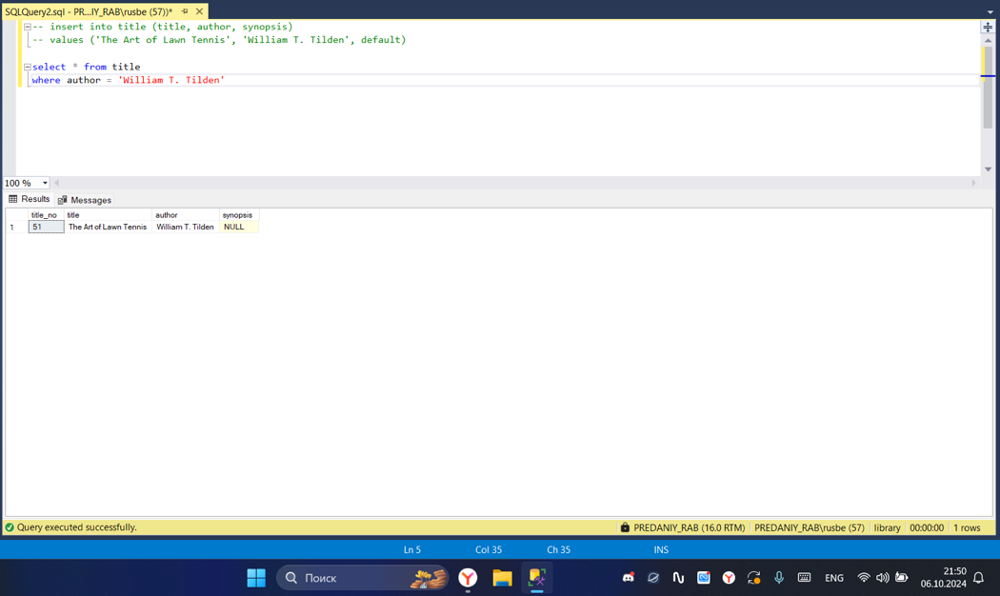 SQLQuery2.sql - PR...IY_RAB\rusbe (57))*
-- insert into title (title, author, synopsis)
-- values ('The Art of Lawn Tennis', 'William T. Tilden', default)
select * from title
where author = 'William T. Tilden'
100 %
Results Messages
title_no title author synopsis
1 51 The Art of Lawn Tennis William T. Tilden NULL
Query executed successfully. PREDANIY_RAB (16.0 RTM) PREDANIY_RAB\rusbe (57) library 00:00:00 1 rows
Ln 5 Col 35 Ch 35 INS
Поиск ENG 21:50
06.10.2024